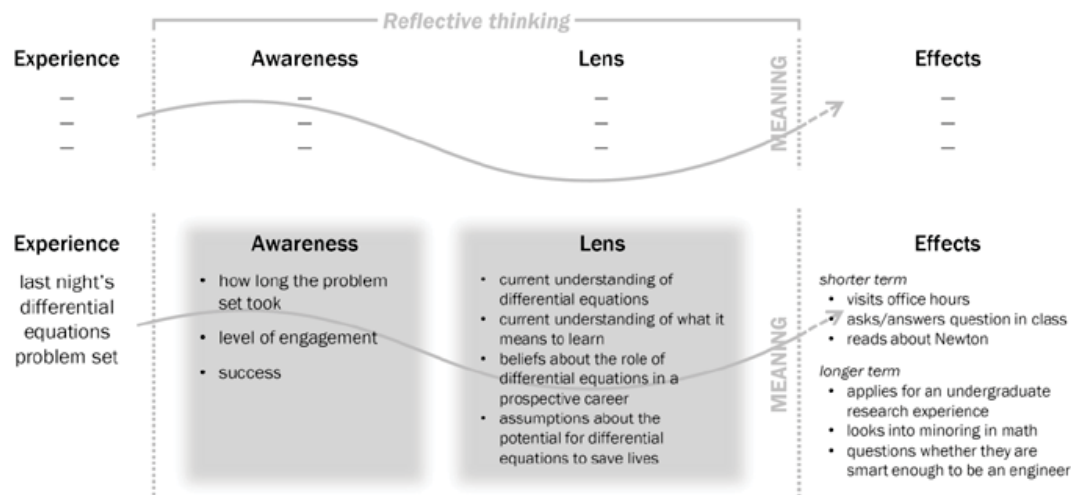 Reflective thinking
Experience
Awareness
Lens
Effects
MEANING
Experience
last night's
differential
equations
problem set
Awareness
• how long the problem
set took
• level of engagement
• success
Lens
• current understanding of
differential equations
• current understanding of what it
means to learn
• beliefs about the role of
differential equations in a
prospective career
• assumptions about the
potential for differential
equations to save lives
MEANING
Effects
shorter term
• visits office hours
• asks/answers question in class
• reads about Newton
longer term
• applies for an undergraduate
research experience
• looks into minoring in math
• questions whether they are
smart enough to be an engineer